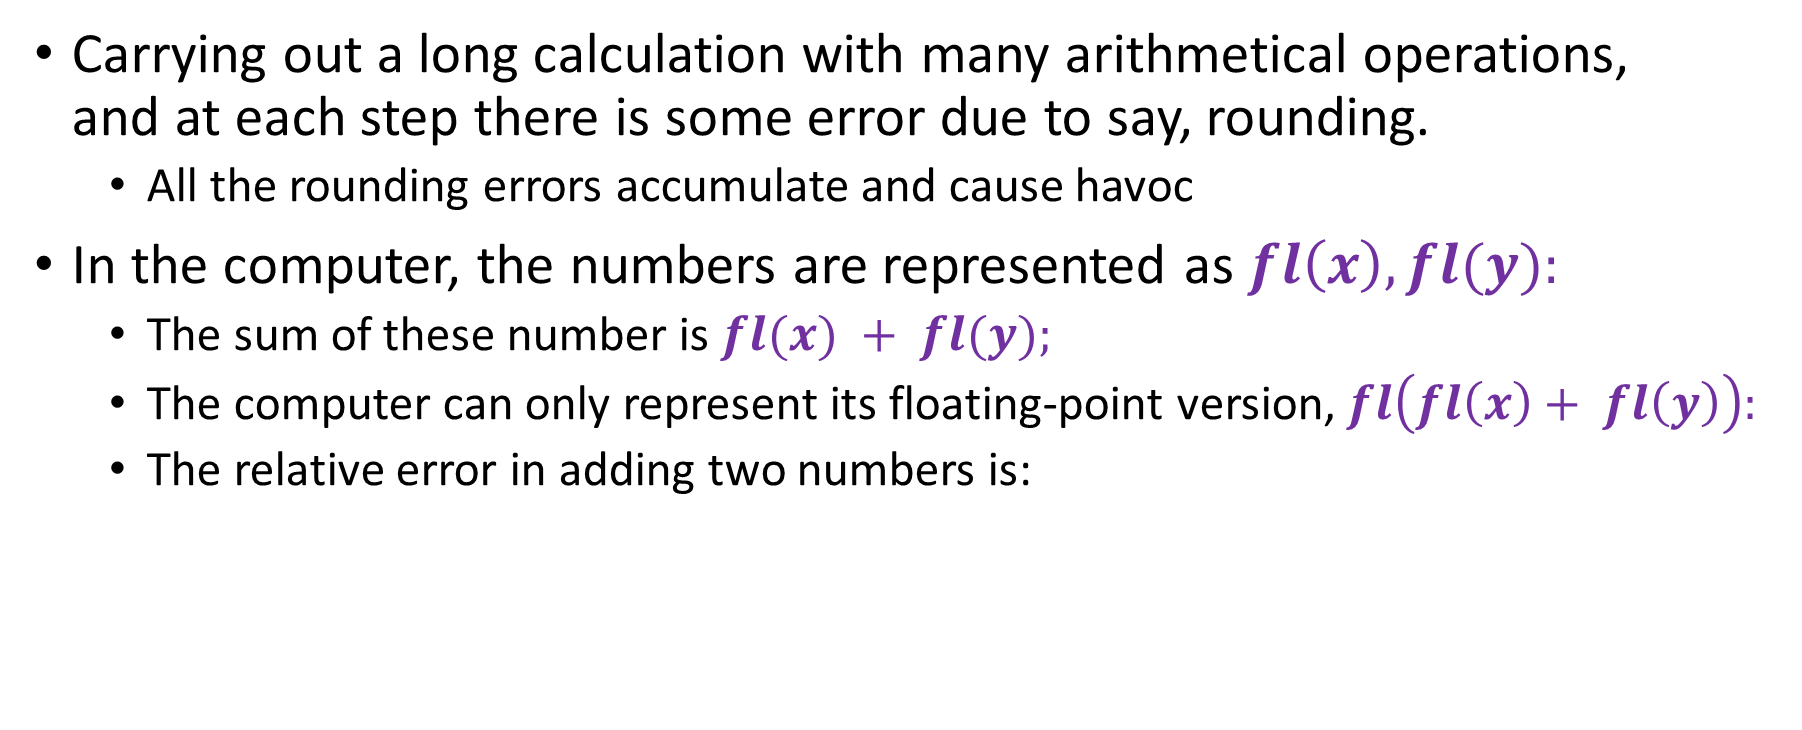 • Carrying out a long calculation with many arithmetical operations,
and at each step there is some error due to say, rounding.
• All the rounding errors accumulate and cause havoc
• In the computer, the numbers are represented as fl(x), fl(y):
• The sum of these number is fl(x) + fl(y);
• The computer can only represent its floating-point version, fl(fl(x) + fl(y)):
• The relative error in adding two numbers is: